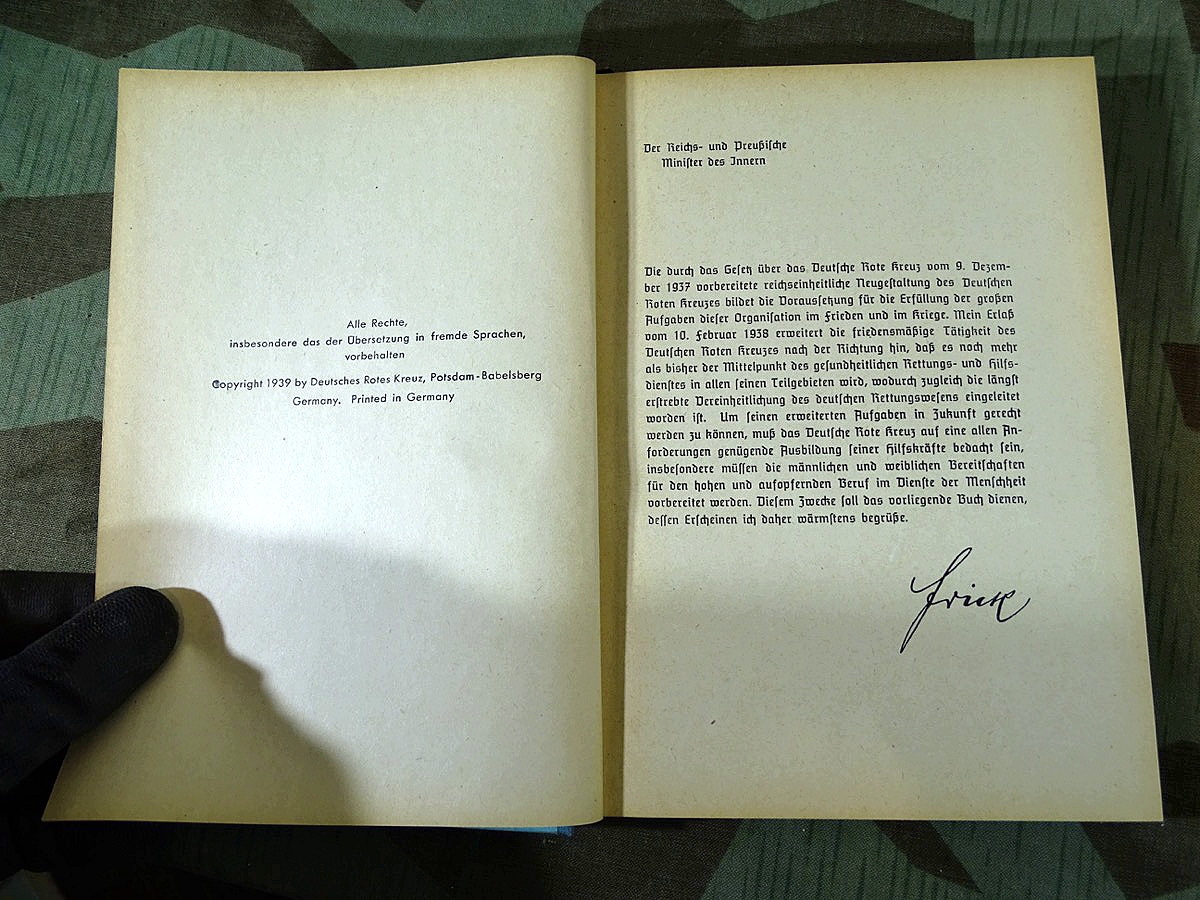 Alle Rechte,
insbesondere das der Übersetzung in fremde Sprachen,
vorbehalten
Copyright 1939 by Deutsches Rotes Kreuz, Potsdam-Babelsberg
Germany. Printed in Germany
Der Reichs- und Preußische
Minister des Innern
Die durch das Gesetz über das Deutsche Rote Kreuz vom 9. Dezem-
ber 1937 vorbereitete reichseinheitliche Neugestaltung des Deutschen
Roten Kreuzes bildet die Voraussetzung für die Erfüllung der großen
Aufgaben dieser Organisation im Frieden und im Kriege. Mein Erlaß
vom 10. Februar 1938 erweitert die friedensmäßige Tätigkeit des
Deutschen Roten Kreuzes nach der Richtung hin, daß es noch mehr
als bisher der Mittelpunkt des gesundheitlichen Rettungs- und Hilfs-
dienstes in allen seinen Teilgebieten wird, wodurch zugleich die längst
erstrebte Vereinheitlichung des deutschen Rettungswesens eingeleitet
worden ist. Um seinen erweiterten Aufgaben in Zukunft gerecht
werden zu können, muß das Deutsche Rote Kreuz auf eine allen An-
forderungen genügende Ausbildung seiner Hilfskräfte bedacht sein,
insbesondere müssen die männlichen und weiblichen Bereitschaften
für den hohen und aufopfernden Beruf im Dienste der Menschheit
vorbereitet werden. Diesem Zwecke soll das vorliegende Buch dienen,
dessen Erscheinen ich daher wärmstens begrüße.
Frick